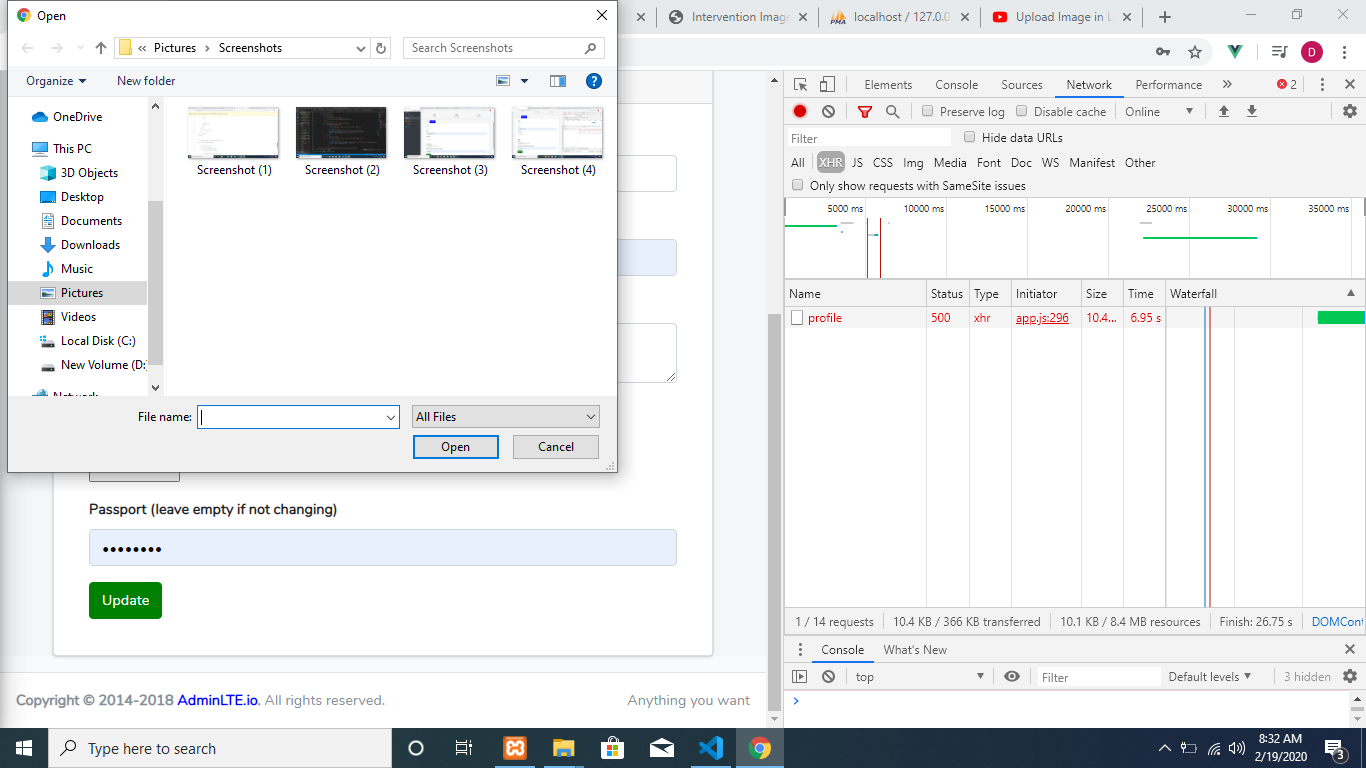 Open
Intervention Imag
localhost / 127.0.0
Upload Image in L
« Pictures › Screenshots
Search Screenshots
D
Organize
New folder
OneDrive
This PC
3D Objects
Desktop
Documents
Downloads
Music
Pictures
Videos
Local Disk (C:)
New Volume (D:)
Network
Screenshot (1)
Screenshot (2)
Screenshot (3)
Screenshot (4)
File name:
All Files
Open
Cancel
Passport (leave empty if not changing)
••••••••
Update
Copyright © 2014-2018 AdminLTE.io. All rights reserved.
Anything you want
Elements Console Sources Network Performance » 2
Preserve log Disable cache Online
Filter Hide data URLs
All XHR JS CSS Img Media Font Doc WS Manifest Other
Only show requests with SameSite issues
5000 ms 10000 ms 15000 ms 20000 ms 25000 ms 30000 ms 35000 ms
Name Status Type Initiator Size Time Waterfall
profile 500 xhr app.js:296 10.4... 6.95 s
1 / 14 requests 10.4 KB / 366 KB transferred 10.1 KB / 8.4 MB resources Finish: 26.75 s DOMCont
Console What's New
top Filter Default levels 3 hidden
Type here to search
8:32 AM
2/19/2020
3